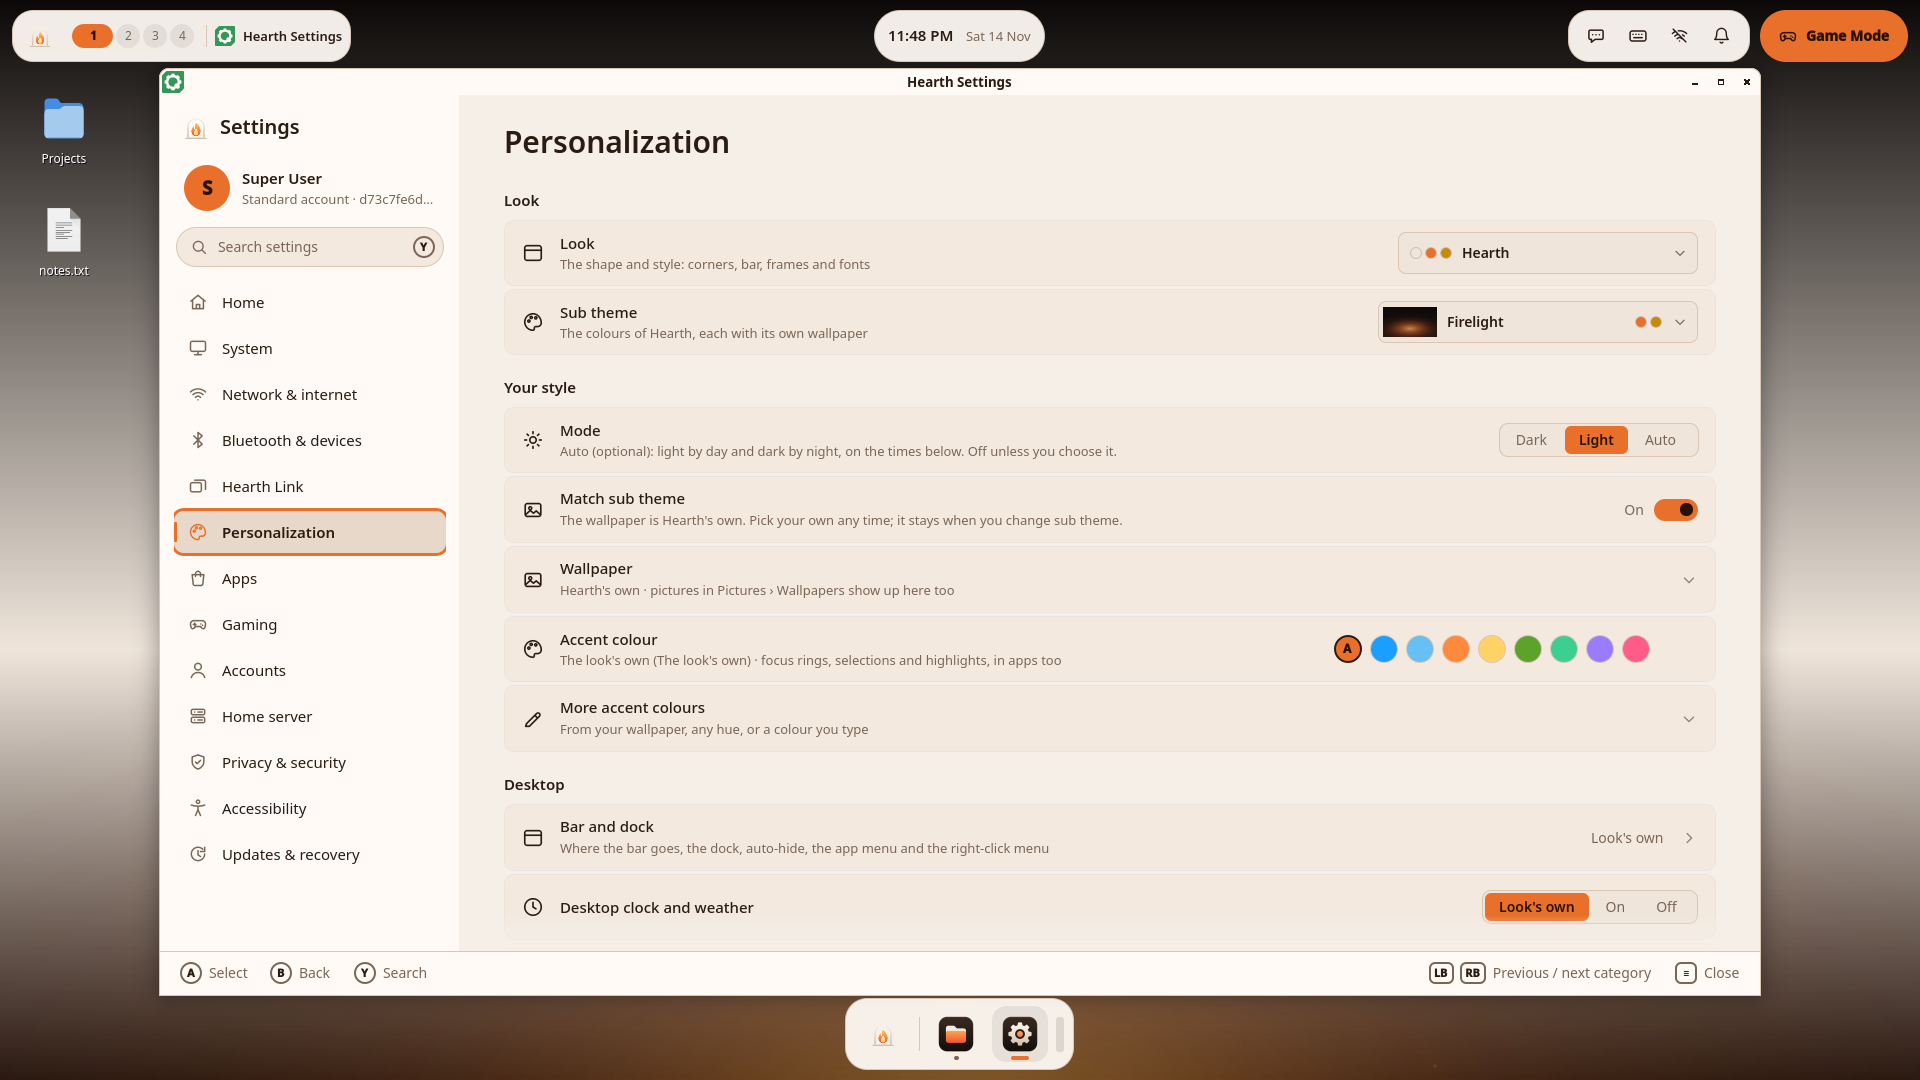 1 2 3 4 Hearth Settings
11:48 PM Sat 14 Nov
Game Mode
Projects
notes.txt
Hearth Settings
Settings
S
Super User
Standard account · d73c7fe6d...
Search settings Y
Home
System
Network & internet
Bluetooth & devices
Hearth Link
Personalization
Apps
Gaming
Accounts
Home server
Privacy & security
Accessibility
Updates & recovery
Personalization
Look
Look
The shape and style: corners, bar, frames and fonts
Hearth
Sub theme
The colours of Hearth, each with its own wallpaper
Firelight
Your style
Mode
Auto (optional): light by day and dark by night, on the times below. Off unless you choose it.
Dark Light Auto
Match sub theme
The wallpaper is Hearth's own. Pick your own any time; it stays when you change sub theme.
On
Wallpaper
Hearth's own · pictures in Pictures › Wallpapers show up here too
Accent colour
The look's own (The look's own) · focus rings, selections and highlights, in apps too
A
More accent colours
From your wallpaper, any hue, or a colour you type
Desktop
Bar and dock
Where the bar goes, the dock, auto-hide, the app menu and the right-click menu
Look's own
Desktop clock and weather
Look's own On Off
A Select B Back Y Search
LB RB Previous / next category ≡ Close